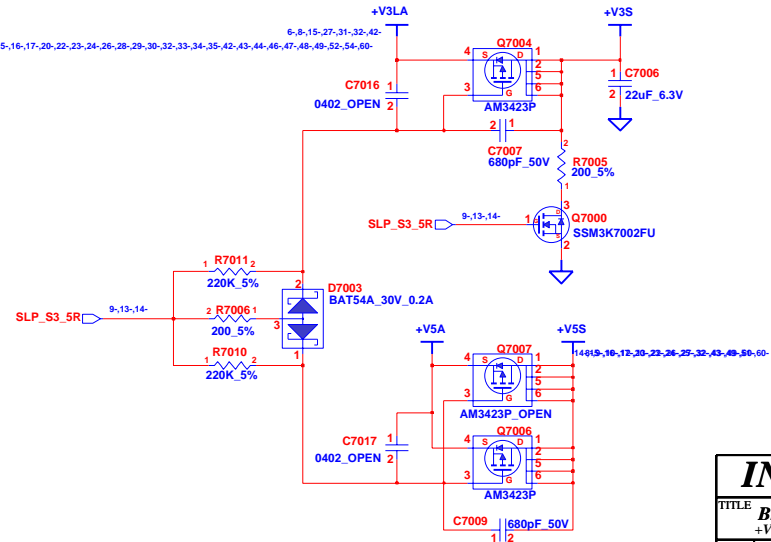 +V3LA
+V3S
6-,8-,15-,27-,31-,32-,42-
5-,16-,17-,20-,22-,23-,24-,26-,28-,29-,30-,32-,33-,34-,35-,42-,43-,44-,46-,47-,48-,49-,52-,54-,60-
Q7004
4 S D 1
2
5
6
3 G
AM3423P
C7016
1
2
0402_OPEN
1 C7006
2 22uF_6.3V
2 1
C7007
680pF_50V
2
R7005
200_5%
1
3
Q7000
SLP_S3_5R
9-,13-,14-
1 G D S
SSM3K7002FU
2
1 R7011 2
220K_5%
2
D7003
BAT54A_30V_0.2A
SLP_S3_5R
9-,13-,14-
2 R7006 1
200_5%
3
1 R7010 2
220K_5%
1
+V5A
+V5S
Q7007
4 S D 1
2
5
6
3 G
AM3423P_OPEN
C7017
1
2
0402_OPEN
Q7006
4 S D 1
2
5
6
3 G
AM3423P
C7009
680pF_50V
1 2
IN
TITLE
B
+V